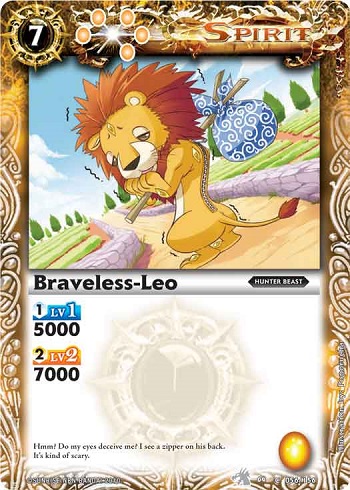 7
SPIRIT
Braveless-Leo
HUNTER BEAST
1 LV1
5000
2 LV2
7000
Hmm? Do my eyes deceive me? I see a zipper on his back.
It's kind of scary.